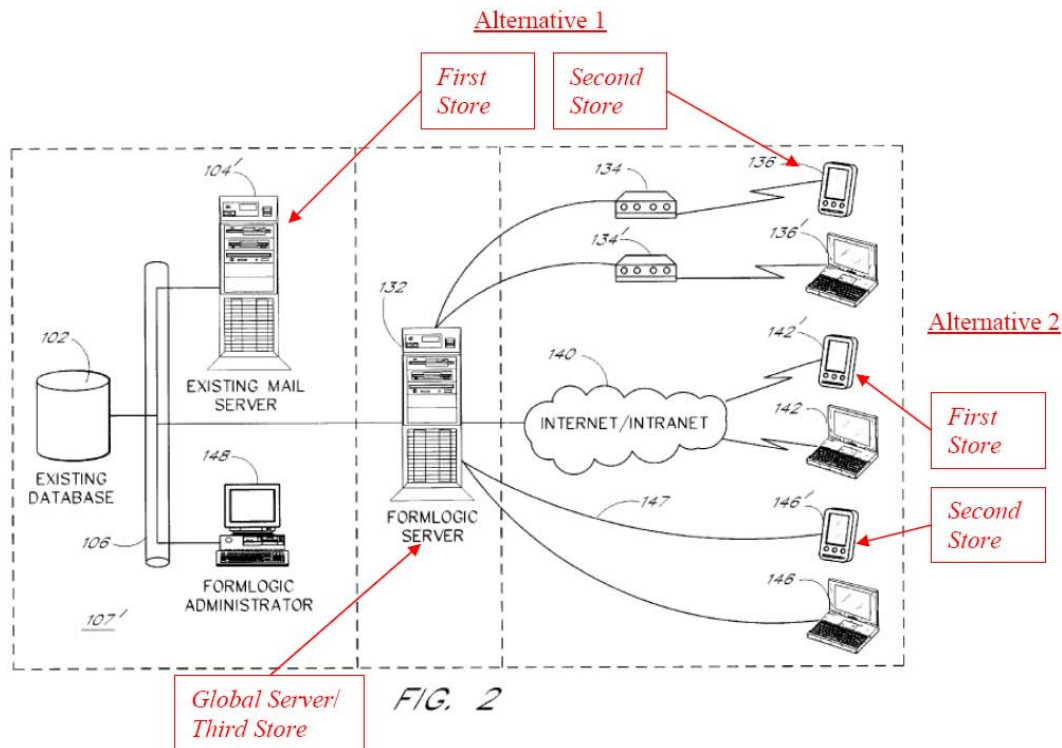 Alternative 1
First
Store
Second
Store
104'
136
134
136'
134'
132
142'
Alternative 2
102
140
EXISTING MAIL
SERVER
INTERNET/INTRANET
142
First
Store
148
EXISTING
DATABASE
147
146'
FORMLOGIC
SERVER
Second
Store
106
146
FORMLOGIC
ADMINISTRATOR
107'
Global Server/
Third Store
FIG. 2